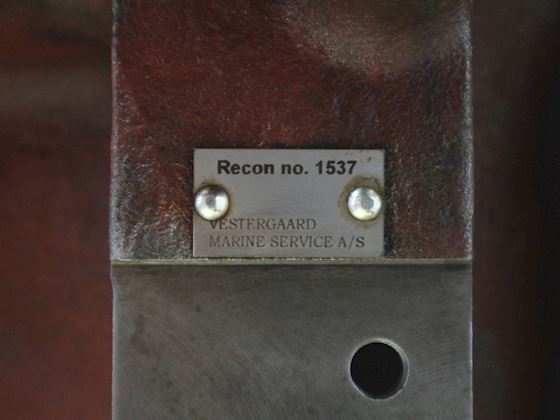 Recon no. 1537
VESTERGAARD
MARINE SERVICE A/S